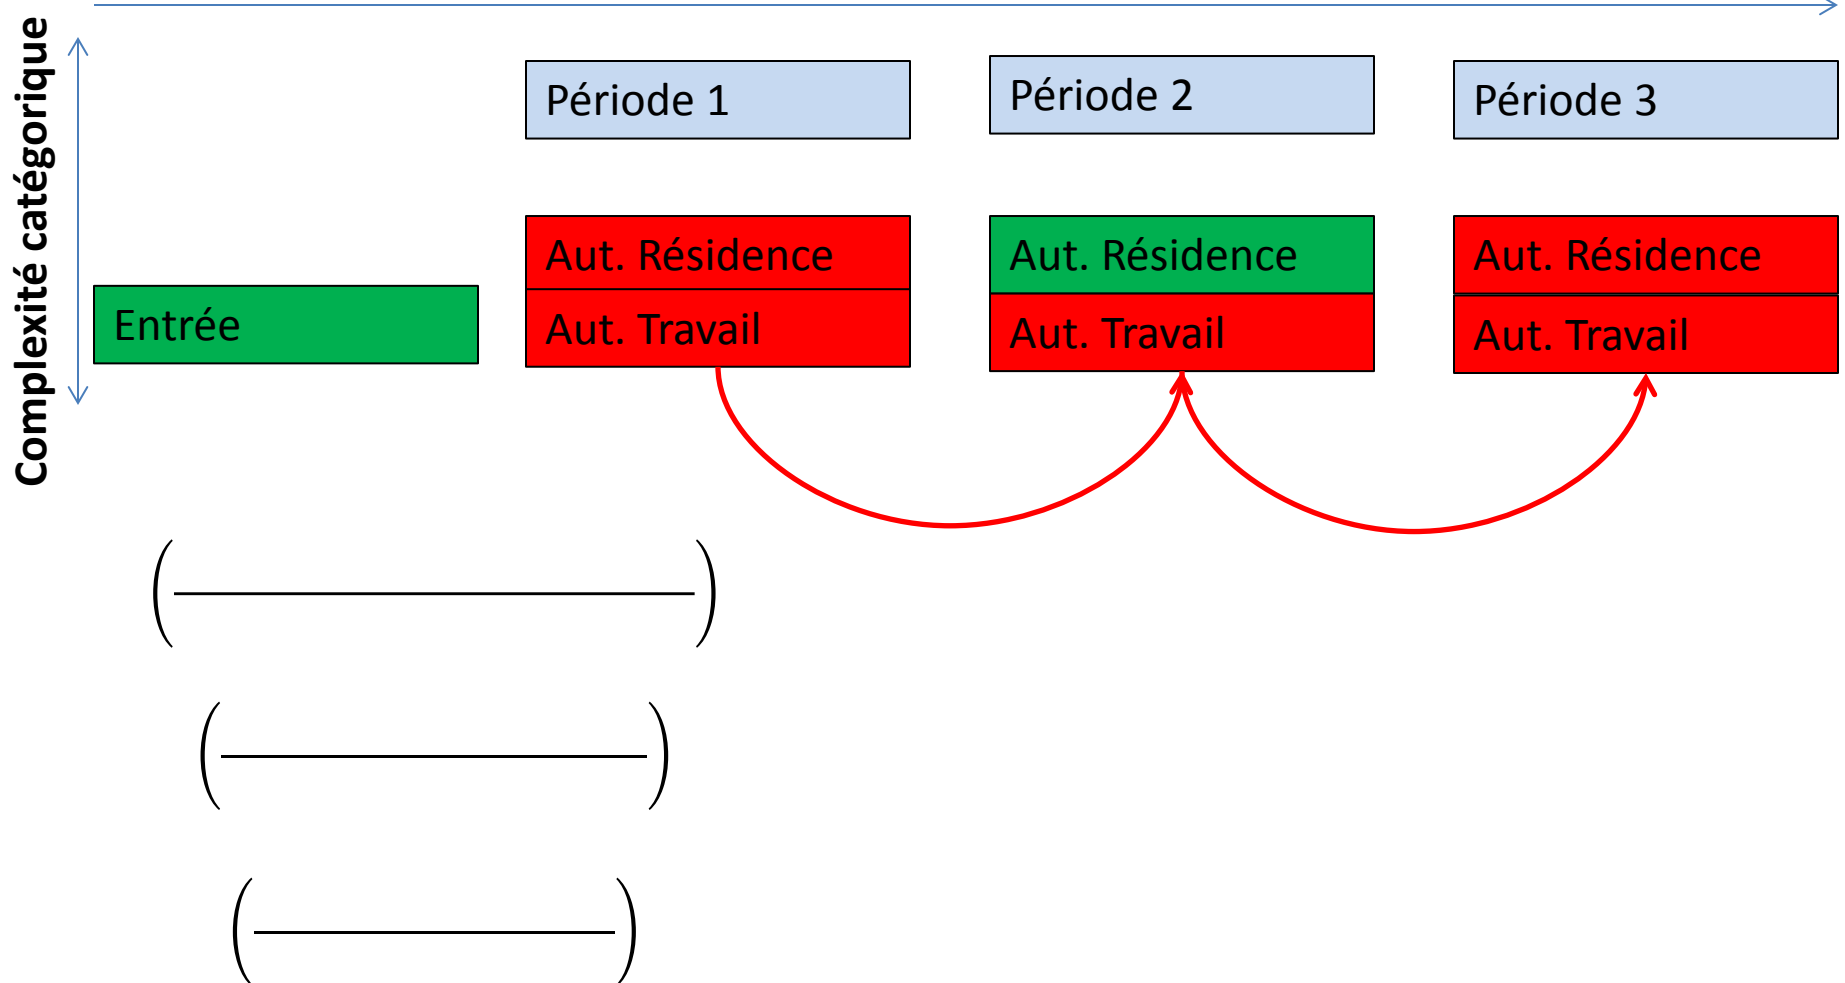 Complexité catégorique
Période 1
Période 2
Période 3
Aut. Résidence
Aut. Résidence
Aut. Résidence
Entrée
Aut. Travail
Aut. Travail
Aut. Travail